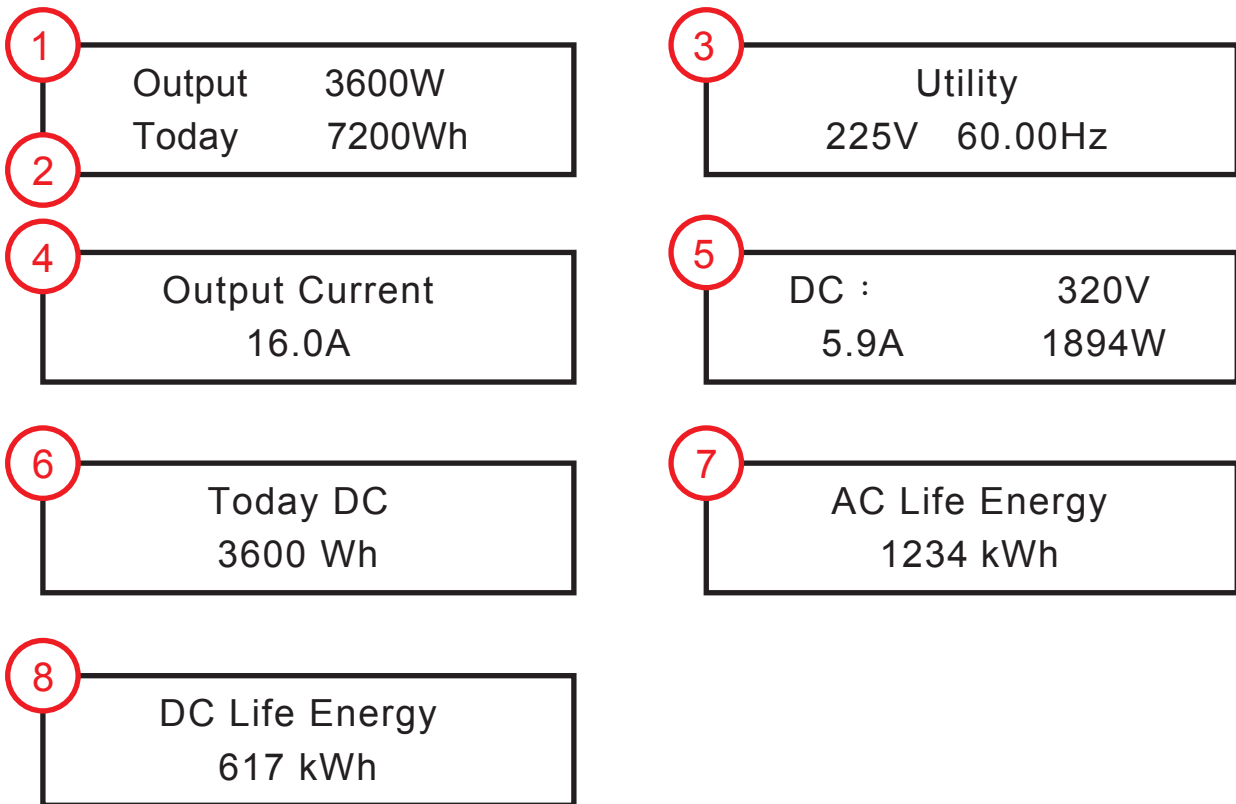 1
Output 3600W
Today 7200Wh
2
3
Utility
225V 60.00Hz
4
Output Current
16.0A
5
DC : 320V
5.9A 1894W
6
Today DC
3600 Wh
7
AC Life Energy
1234 kWh
8
DC Life Energy
617 kWh